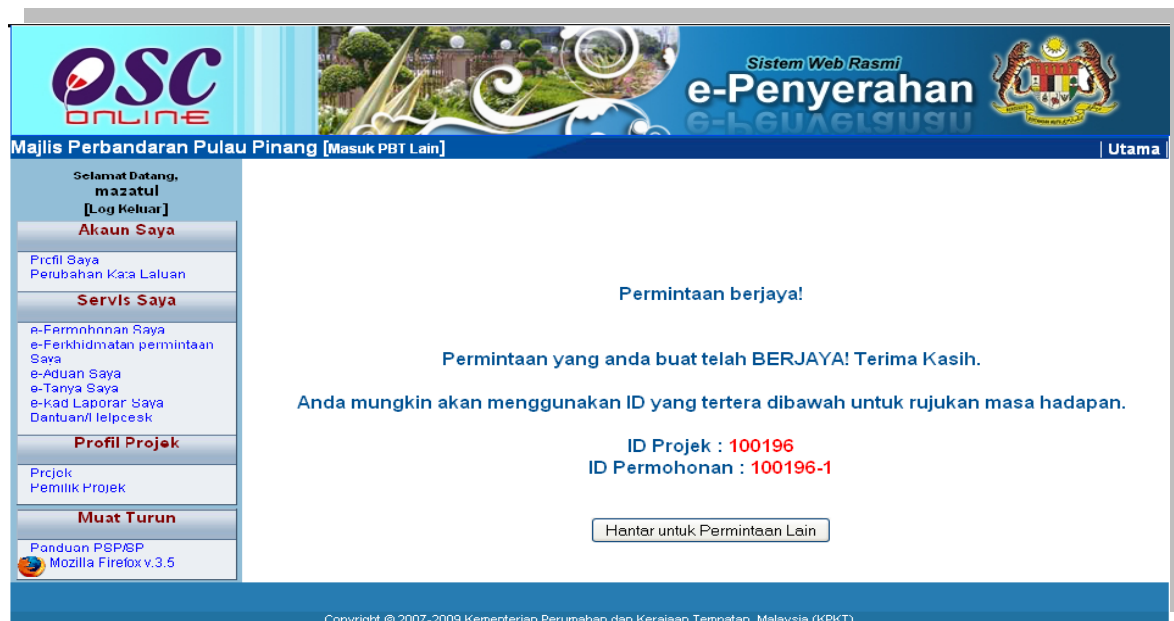 OSC
ONLINE
Sistem Web Rasmi
e-Penyerahan
Majlis Perbandaran Pulau Pinang [Masuk PBT Lain]
| Utama |
Selamat Datang,
mazatul
[Log Keluar]
Akaun Saya
Profil Saya
Perubahan Kata Laluan
Servis Saya
e-Permohonan Saya
e-Perkhidmatan permintaan
Saya
e-Aduan Saya
e-Tanya Saya
e-Kad Laporan Saya
Bantuan/Helpdesk
Profil Projek
Projek
Pemilik Projek
Muat Turun
Panduan PSP/SP
Mozilla Firefox v.3.5
Permintaan berjaya!
Permintaan yang anda buat telah BERJAYA! Terima Kasih.
Anda mungkin akan menggunakan ID yang tertera dibawah untuk rujukan masa hadapan.
ID Projek : 100196
ID Permohonan : 100196-1
Hantar untuk Permintaan Lain
Copyright © 2007-2009 Kementerian Perumahan dan Kerajaan Tempatan, Malaysia (KPKT)